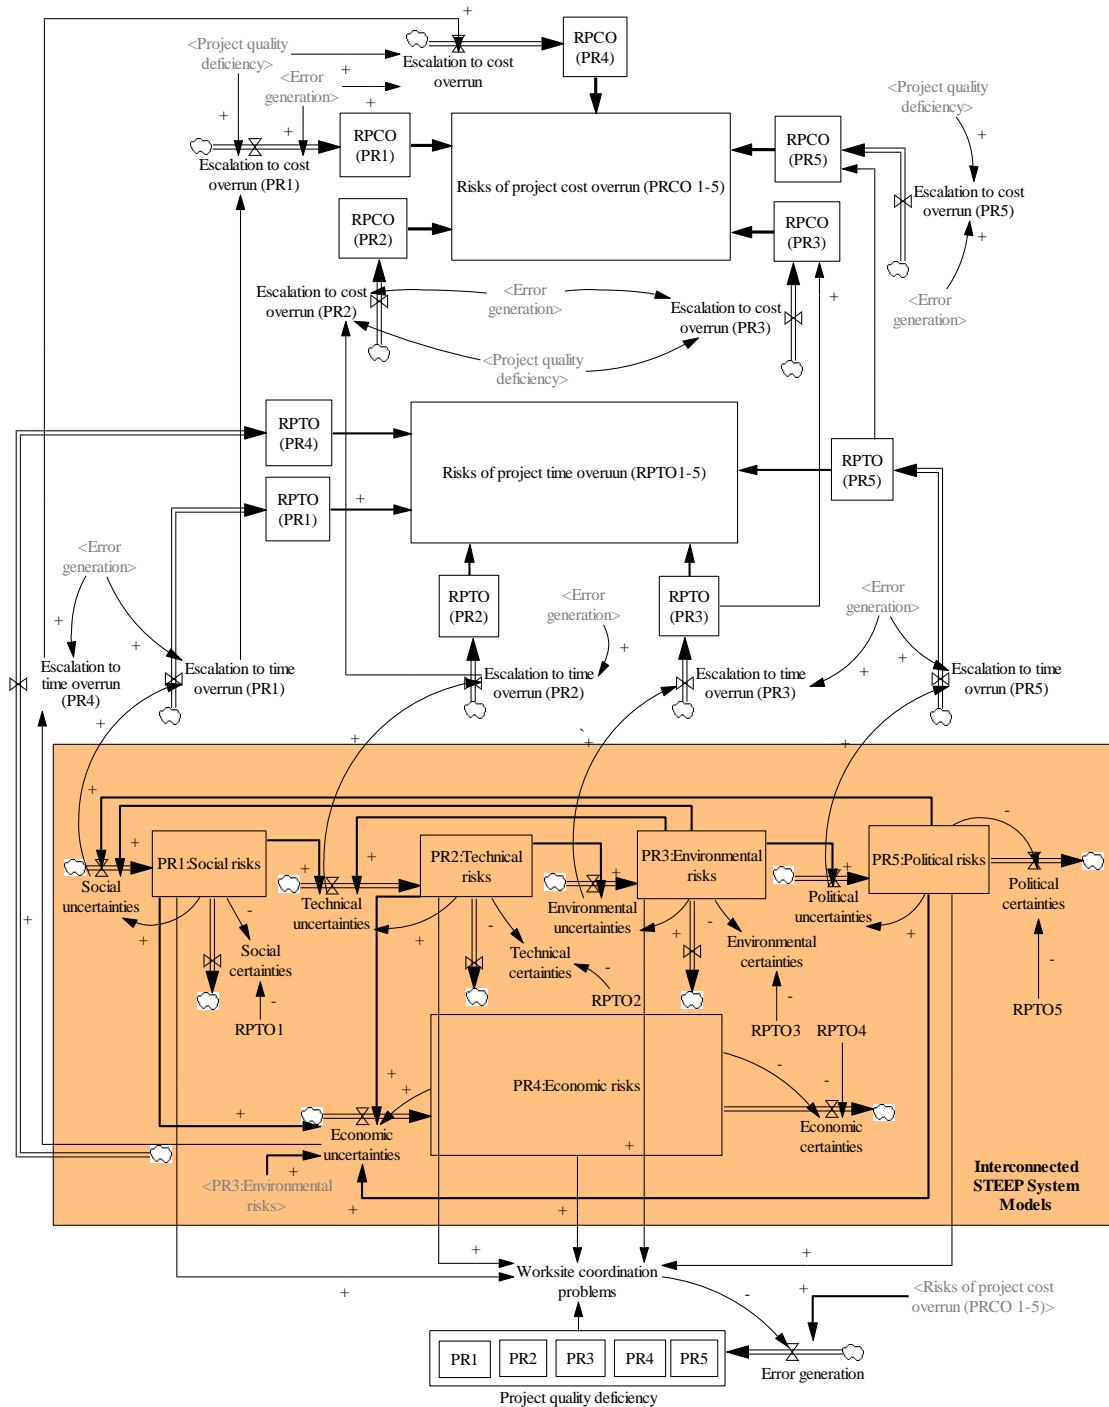 +
RPCO
(PR4)
<Project quality
deficiency>
Escalation to cost
overrun
+
<Error
generation>
+
+
+
+
RPCO
(PR1)
Escalation to cost
overrun (PR1)
Risks of project cost overrun (PRCO 1-5)
RPCO
(PR5)
<Project quality
deficiency>
+
Escalation to cost
overrun (PR5)
+
<Error
generation>
RPCO
(PR2)
RPCO
(PR3)
+
Escalation to cost
overrun (PR2)
<Error
generation>
Escalation to cost
overrun (PR3)
<Project quality
deficiency>
RPTO
(PR4)
Risks of project time overuun (RPTO1-5)
RPTO
(PR5)
RPTO
(PR1)
+
<Error
generation>
+
+
RPTO
(PR2)
<Error
generation>
+
RPTO
(PR3)
+
<Error
generation>
+
+
Escalation to
time overrun
(PR4)
Escalation to time
overrun (PR1)
Escalation to time
overrun (PR2)
Escalation to time
overrun (PR3)
Escalation to time
ovrrun (PR5)
+
+
`
+
+
+
+
+
-
PR1:Social risks
PR2:Technical
risks
PR3:Environmental
risks
PR5:Political risks
+
+
+
+
Social
uncertainties
Technical
uncertainties
Environmental
uncertainties
Political
uncertainties
Political
certainties
+
-
+
-
+
-
+
Social
certainties
Technical
certainties
Environmental
certainties
-
-
-
-
RPTO1
RPTO2
RPTO3
RPTO4
RPTO5
+
+
+
PR4:Economic risks
-
-
+
Economic
uncertainties
Economic
certainties
+
+
<PR3:Environmental
risks>
Interconnected
STEEP System
Models
+
+
+
+
+
Worksite coordination
problems
-
+
<Risks of project cost
overrun (PRCO 1-5)>
PR1
PR2
PR3
PR4
PR5
Error generation
Project quality deficiency